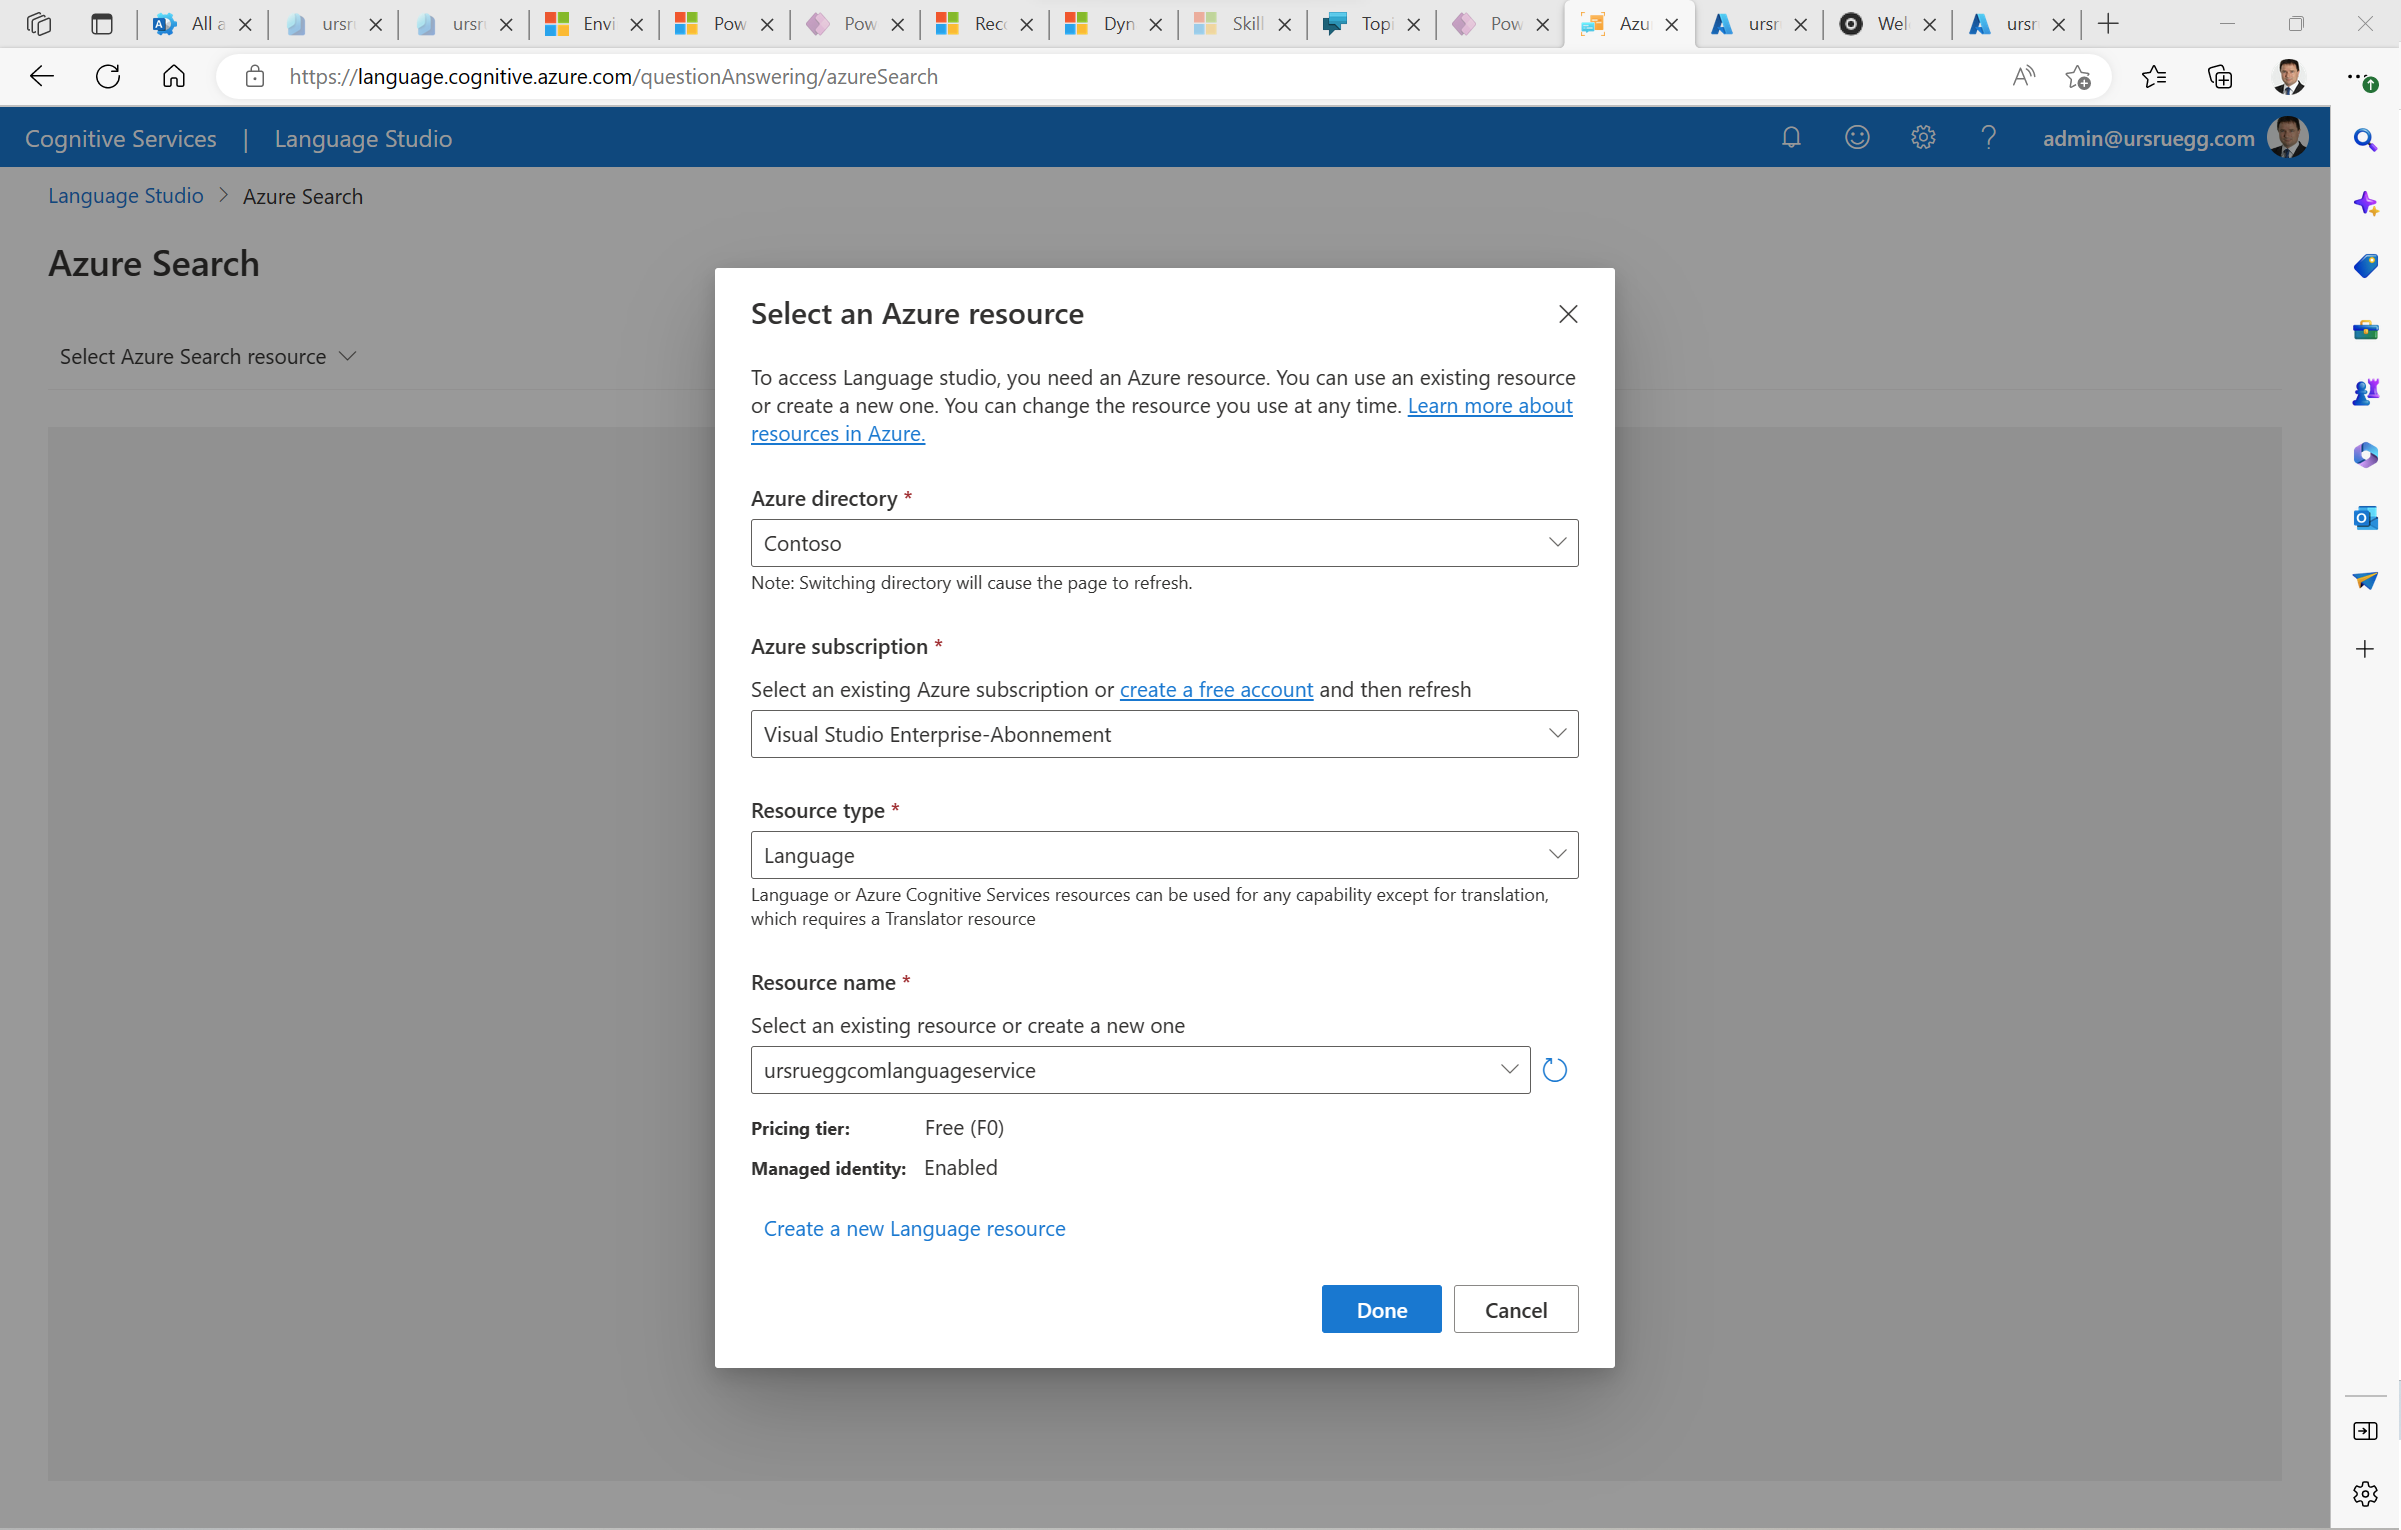 All a
ursr
ursr
Envi
Pow
Pow
Reco
Dyn
Skill
Topi
Pow
Azu
ursr
Wel
ursr
https://language.cognitive.azure.com/questionAnswering/azureSearch
Cognitive Services | Language Studio
admin@ursruegg.com
Language Studio > Azure Search
Azure Search
Select Azure Search resource
Select an Azure resource
To access Language studio, you need an Azure resource. You can use an existing resource
or create a new one. You can change the resource you use at any time. Learn more about
resources in Azure.
Azure directory *
Contoso
Note: Switching directory will cause the page to refresh.
Azure subscription *
Select an existing Azure subscription or create a free account and then refresh
Visual Studio Enterprise-Abonnement
Resource type *
Language
Language or Azure Cognitive Services resources can be used for any capability except for translation,
which requires a Translator resource
Resource name *
Select an existing resource or create a new one
ursrueggcomlanguageservice
Pricing tier: Free (F0)
Managed identity: Enabled
Create a new Language resource
Done
Cancel